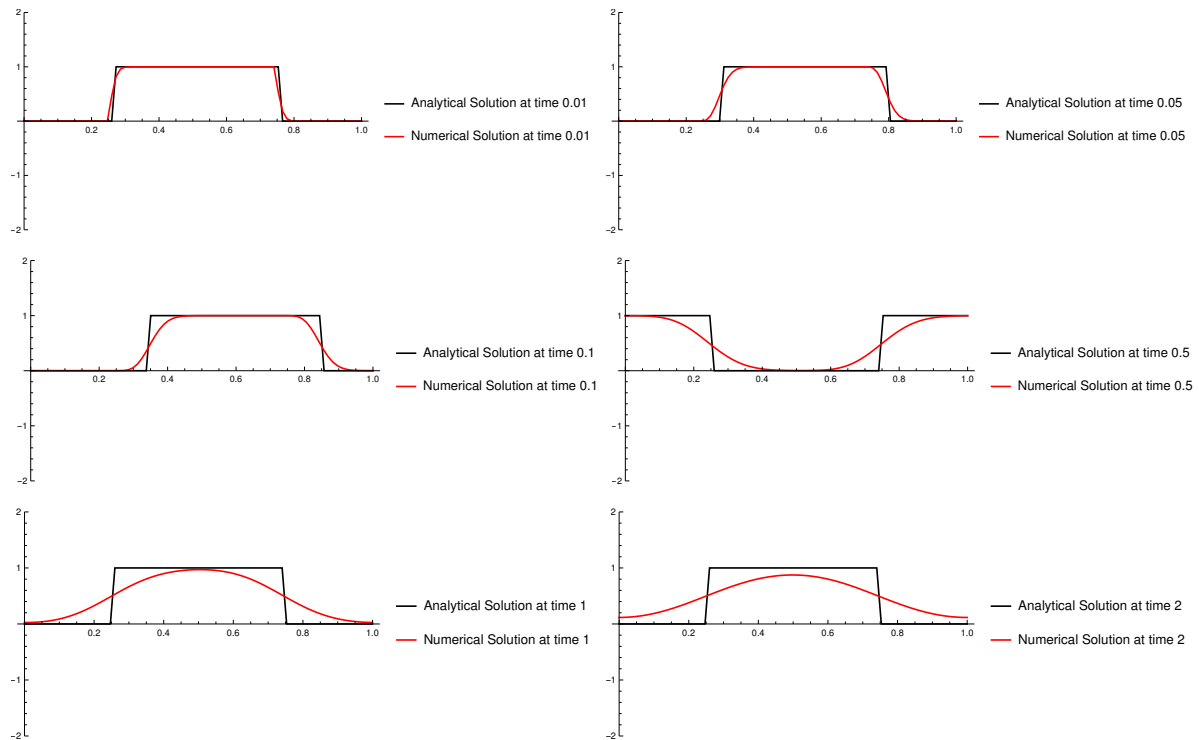 2
1
Analytical Solution at time 0.01
0.2 0.4 0.6 0.8 1.0
Numerical Solution at time 0.01
−1
−2
2
1
Analytical Solution at time 0.05
0.2 0.4 0.6 0.8 1.0
Numerical Solution at time 0.05
−1
−2
2
1
Analytical Solution at time 0.1
0.2 0.4 0.6 0.8 1.0
Numerical Solution at time 0.1
−1
−2
2
1
Analytical Solution at time 0.5
0.2 0.4 0.6 0.8 1.0
Numerical Solution at time 0.5
−1
−2
2
1
Analytical Solution at time 1
0.2 0.4 0.6 0.8 1.0
Numerical Solution at time 1
−1
−2
2
1
Analytical Solution at time 2
0.2 0.4 0.6 0.8 1.0
Numerical Solution at time 2
−1
−2